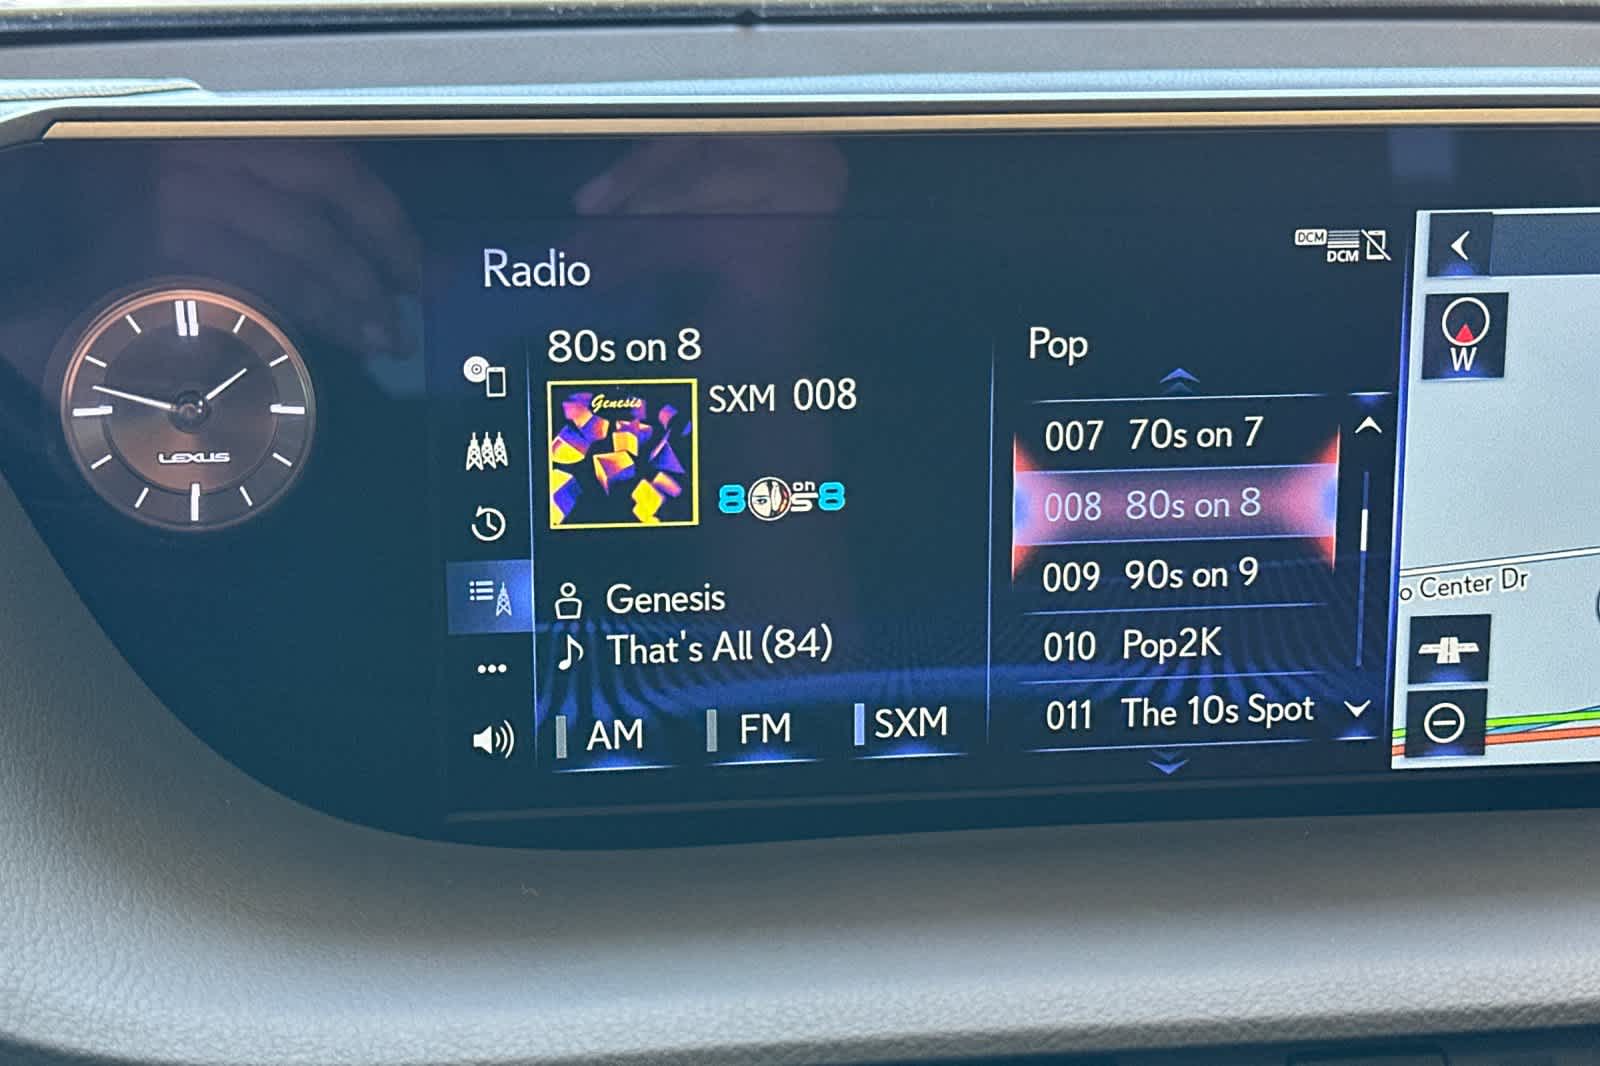 LEXUS
Radio
80s on 8
Genesis
SXM 008
80s on 8
Genesis
That's All (84)
AM
FM
SXM
DCM
DCM
Pop
007 70s on 7
008 80s on 8
009 90s on 9
010 Pop2K
011 The 10s Spot
W
o Center Dr